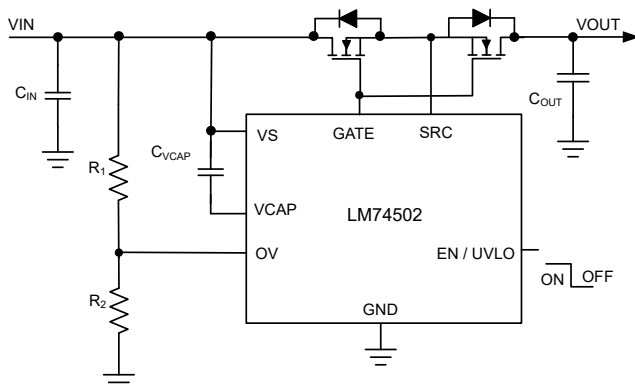 VIN
VOUT
CIN
COUT
VS
GATE
SRC
CVCAP
R1
VCAP
LM74502
OV
EN / UVLO
ON
OFF
R2
GND